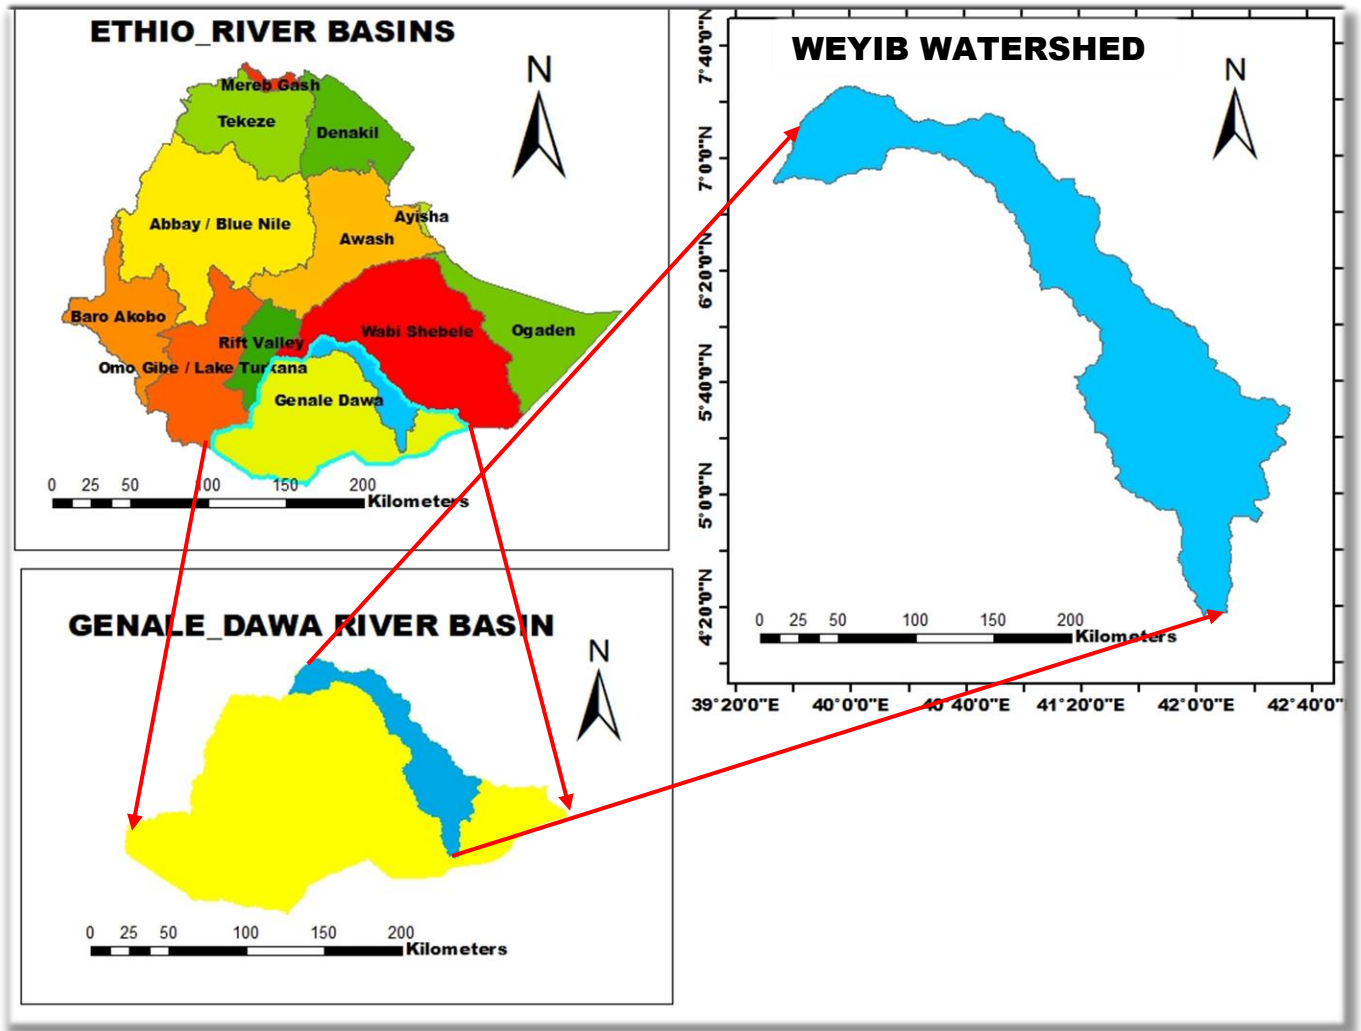 ETHIO_RIVER BASINS
N
Mereb Gash
Tekeze
Denakil
Abbay / Blue Nile
Ayisha
Awash
Baro Akobo
Rift Valley
Wabi Shebele
Ogaden
Omo Gibe / Lake Turkana
Genale Dawa
0 25 50 100 150 200
Kilometers
GENALE_DAWA RIVER BASIN
N
0 25 50 100 150 200
Kilometers
WEYIB WATERSHED
N
7°40'0"N
7°0'0"N
6°20'0"N
5°40'0"N
5°0'0"N
4°20'0"N
0 25 50 100 150 200
Kilometers
39°20'0"E 40°0'0"E 40°40'0"E 41°20'0"E 42°0'0"E 42°40'0"